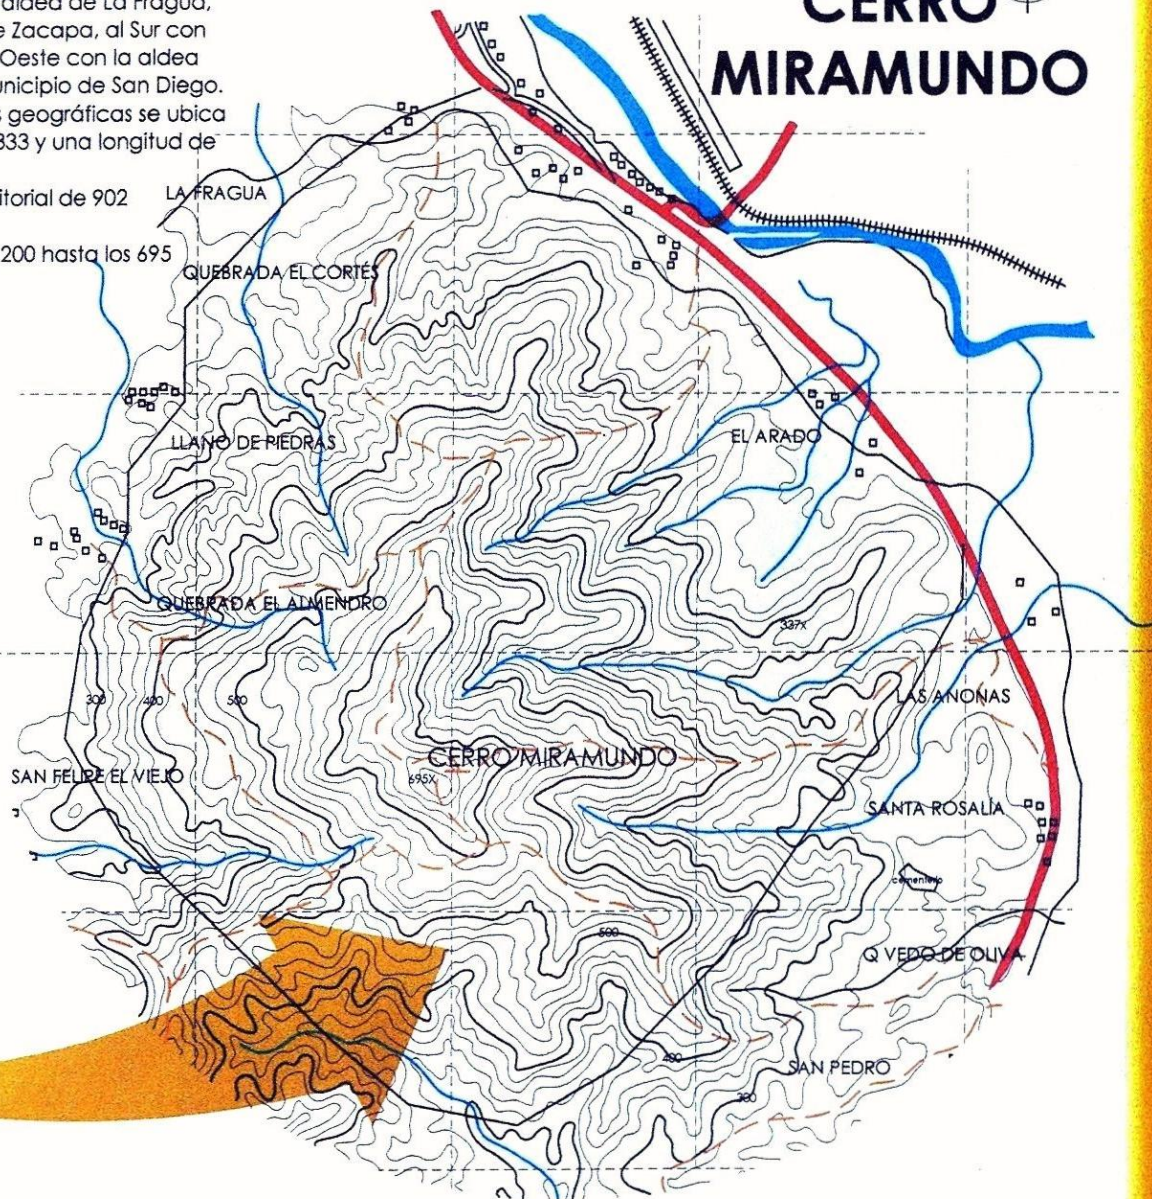 aldea de La Fragua,
e Zacapa, al Sur con
Oeste con la aldea
unicipio de San Diego.
s geográficas se ubica
333 y una longitud de
itorial de 902
200 hasta los 695
CERRO
MIRAMUNDO
LA FRAGUA
QUEBRADA EL CORTES
LLANO DE PIEDRAS
EL ARADO
QUEBRADA EL ALMENDRO
337x
300
400
500
LAS ANONAS
CERRO MIRAMUNDO
695X
SAN FELIPE EL VIEJO
SANTA ROSALIA
cementerio
500
Q VEDO DE OLIVA
400
SAN PEDRO
300